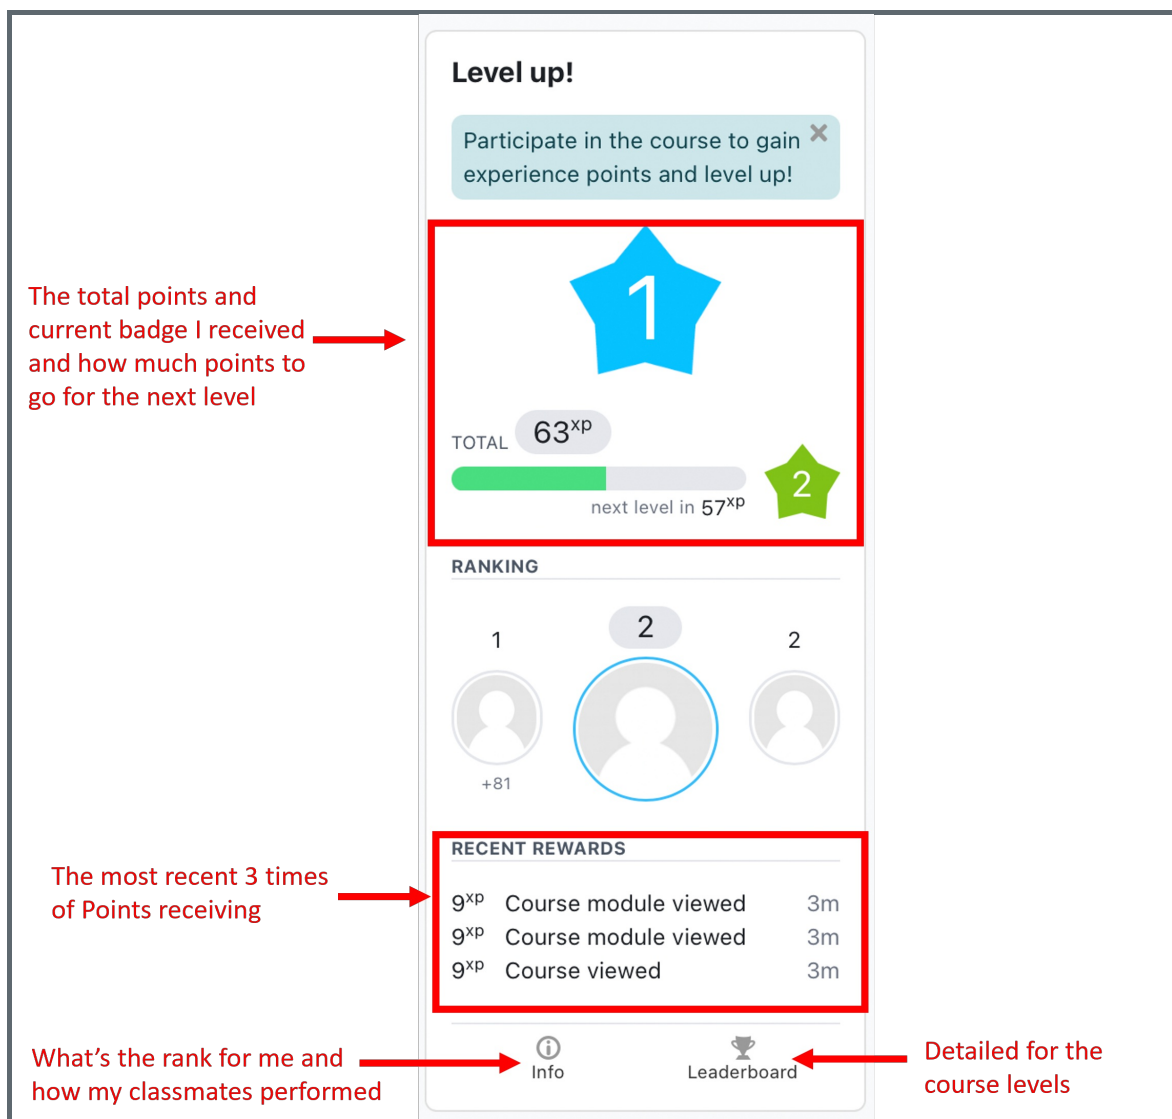 Level up!
Participate in the course to gain
experience points and level up!
1
The total points and
current badge I received
and how much points to
go for the next level
TOTAL 63xp
2
next level in 57xp
RANKING
1 2 2
+81
The most recent 3 times
of Points receiving
RECENT REWARDS
9xp Course module viewed 3m
9xp Course module viewed 3m
9xp Course viewed 3m
What’s the rank for me and
how my classmates performed
Info
Leaderboard
Detailed for the
course levels